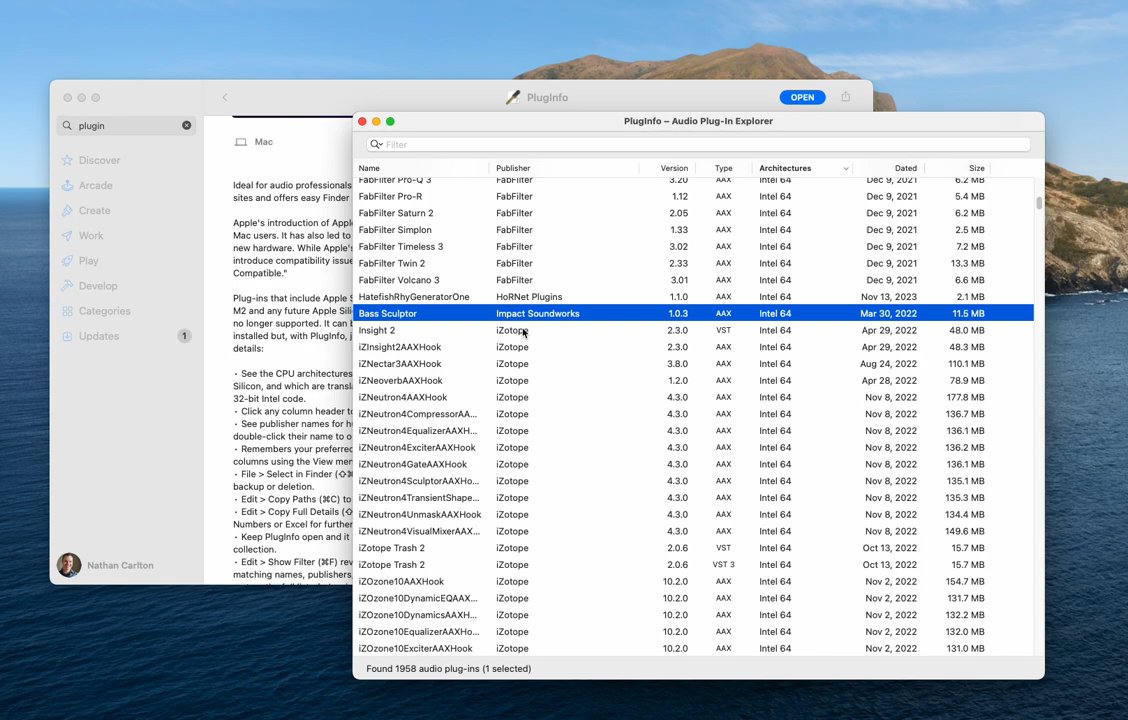 PlugInfo
OPEN
plugin
Discover
Arcade
Create
Work
Play
Develop
Categories
Updates 1
Nathan Carlton
Mac
Ideal for audio professionals
sites and offers easy Finder
Apple's introduction of Appl
Mac users. It has also led to
new hardware. While Apple's
introduce compatibility issue
Compatible."
Plug-ins that include Apple S
M2 and any future Apple Sili
no longer supported. It can b
installed but, with PlugInfo, j
details:
• See the CPU architectures
Silicon, and which are transl
32-bit Intel code.
• Click any column header to
• See publisher names for h
double-click their name to o
• Remembers your preferred
columns using the View men
• File > Select in Finder (⇧⌘
backup or deletion.
• Edit > Copy Paths (⌘C) to
• Edit > Copy Full Details (⇧
Numbers or Excel for further
• Keep PlugInfo open and it
collection.
• Edit > Show Filter (⌘F) rev
matching names, publishers,
PlugInfo – Audio Plug-In Explorer
Filter
Name Publisher Version Type Architectures Dated Size
FabFilter Pro-Q 3 FabFilter 3.20 AAX Intel 64 Dec 9, 2021 6.2 MB
FabFilter Pro-R FabFilter 1.12 AAX Intel 64 Dec 9, 2021 5.4 MB
FabFilter Saturn 2 FabFilter 2.05 AAX Intel 64 Dec 9, 2021 6.2 MB
FabFilter Simplon FabFilter 1.33 AAX Intel 64 Dec 9, 2021 2.5 MB
FabFilter Timeless 3 FabFilter 3.02 AAX Intel 64 Dec 9, 2021 7.2 MB
FabFilter Twin 2 FabFilter 2.33 AAX Intel 64 Dec 9, 2021 13.3 MB
FabFilter Volcano 3 FabFilter 3.01 AAX Intel 64 Dec 9, 2021 6.6 MB
HatefishRhyGeneratorOne HoRNet Plugins 1.1.0 AAX Intel 64 Nov 13, 2023 2.1 MB
Bass Sculptor Impact Soundworks 1.0.3 AAX Intel 64 Mar 30, 2022 11.5 MB
Insight 2 iZotope 2.3.0 VST Intel 64 Apr 29, 2022 48.0 MB
iZInsight2AAXHook iZotope 2.3.0 AAX Intel 64 Apr 29, 2022 48.3 MB
iZNectar3AAXHook iZotope 3.8.0 AAX Intel 64 Aug 24, 2022 110.1 MB
iZNeoverbAAXHook iZotope 1.2.0 AAX Intel 64 Apr 28, 2022 78.9 MB
iZNeutron4AAXHook iZotope 4.3.0 AAX Intel 64 Nov 8, 2022 177.8 MB
iZNeutron4CompressorAA... iZotope 4.3.0 AAX Intel 64 Nov 8, 2022 136.7 MB
iZNeutron4EqualizerAAXH... iZotope 4.3.0 AAX Intel 64 Nov 8, 2022 136.1 MB
iZNeutron4ExciterAAXHook iZotope 4.3.0 AAX Intel 64 Nov 8, 2022 136.2 MB
iZNeutron4GateAAXHook iZotope 4.3.0 AAX Intel 64 Nov 8, 2022 136.1 MB
iZNeutron4SculptorAAXHo... iZotope 4.3.0 AAX Intel 64 Nov 8, 2022 135.1 MB
iZNeutron4TransientShape... iZotope 4.3.0 AAX Intel 64 Nov 8, 2022 135.3 MB
iZNeutron4UnmaskAAXHook iZotope 4.3.0 AAX Intel 64 Nov 8, 2022 134.4 MB
iZNeutron4VisualMixerAAX... iZotope 4.3.0 AAX Intel 64 Nov 8, 2022 149.6 MB
iZotope Trash 2 iZotope 2.0.6 VST Intel 64 Oct 13, 2022 15.7 MB
iZotope Trash 2 iZotope 2.0.6 VST 3 Intel 64 Oct 13, 2022 15.7 MB
iZOzone10AAXHook iZotope 10.2.0 AAX Intel 64 Nov 2, 2022 154.7 MB
iZOzone10DynamicEQAAX... iZotope 10.2.0 AAX Intel 64 Nov 2, 2022 131.7 MB
iZOzone10DynamicsAAXH... iZotope 10.2.0 AAX Intel 64 Nov 2, 2022 132.2 MB
iZOzone10EqualizerAAXHo... iZotope 10.2.0 AAX Intel 64 Nov 2, 2022 132.0 MB
iZOzone10ExciterAAXHook iZotope 10.2.0 AAX Intel 64 Nov 2, 2022 131.0 MB
Found 1958 audio plug-ins (1 selected)